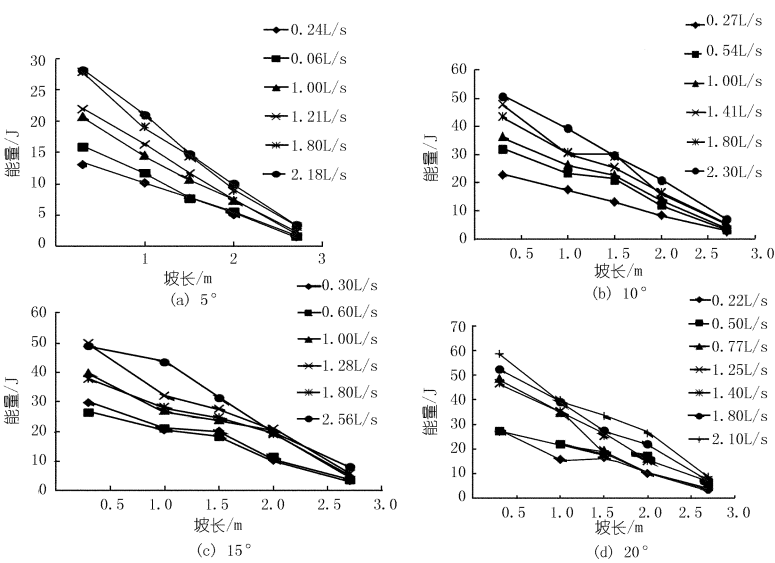 0.24L/s
0.06L/s
1.00L/s
1.21L/s
1.80L/s
2.18L/s
能量/J
30
25
20
15
10
5
0
1
2
3
坡长/m
(a) 5°
0.27L/s
0.54L/s
1.00L/s
1.41L/s
1.80L/s
2.30L/s
能量/J
60
50
40
30
20
10
0
0.5
1.0
1.5
2.0
2.5
3.0
坡长/m
(b) 10°
0.30L/s
0.60L/s
1.00L/s
1.28L/s
1.80L/s
2.56L/s
能量/J
60
50
40
30
20
10
0
0.5
1.0
1.5
2.0
2.5
3.0
坡长/m
(c) 15°
0.22L/s
0.50L/s
0.77L/s
1.25L/s
1.40L/s
1.80L/s
2.10L/s
能量/J
70
60
50
40
30
20
10
0
0.5
1.0
1.5
2.0
2.5
3.0
坡长/m
(d) 20°